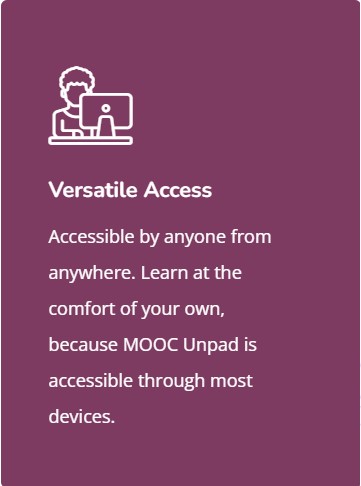 Versatile Access
Accessible by anyone from
anywhere. Learn at the
comfort of your own,
because MOOC Unpad is
accessible through most
devices.